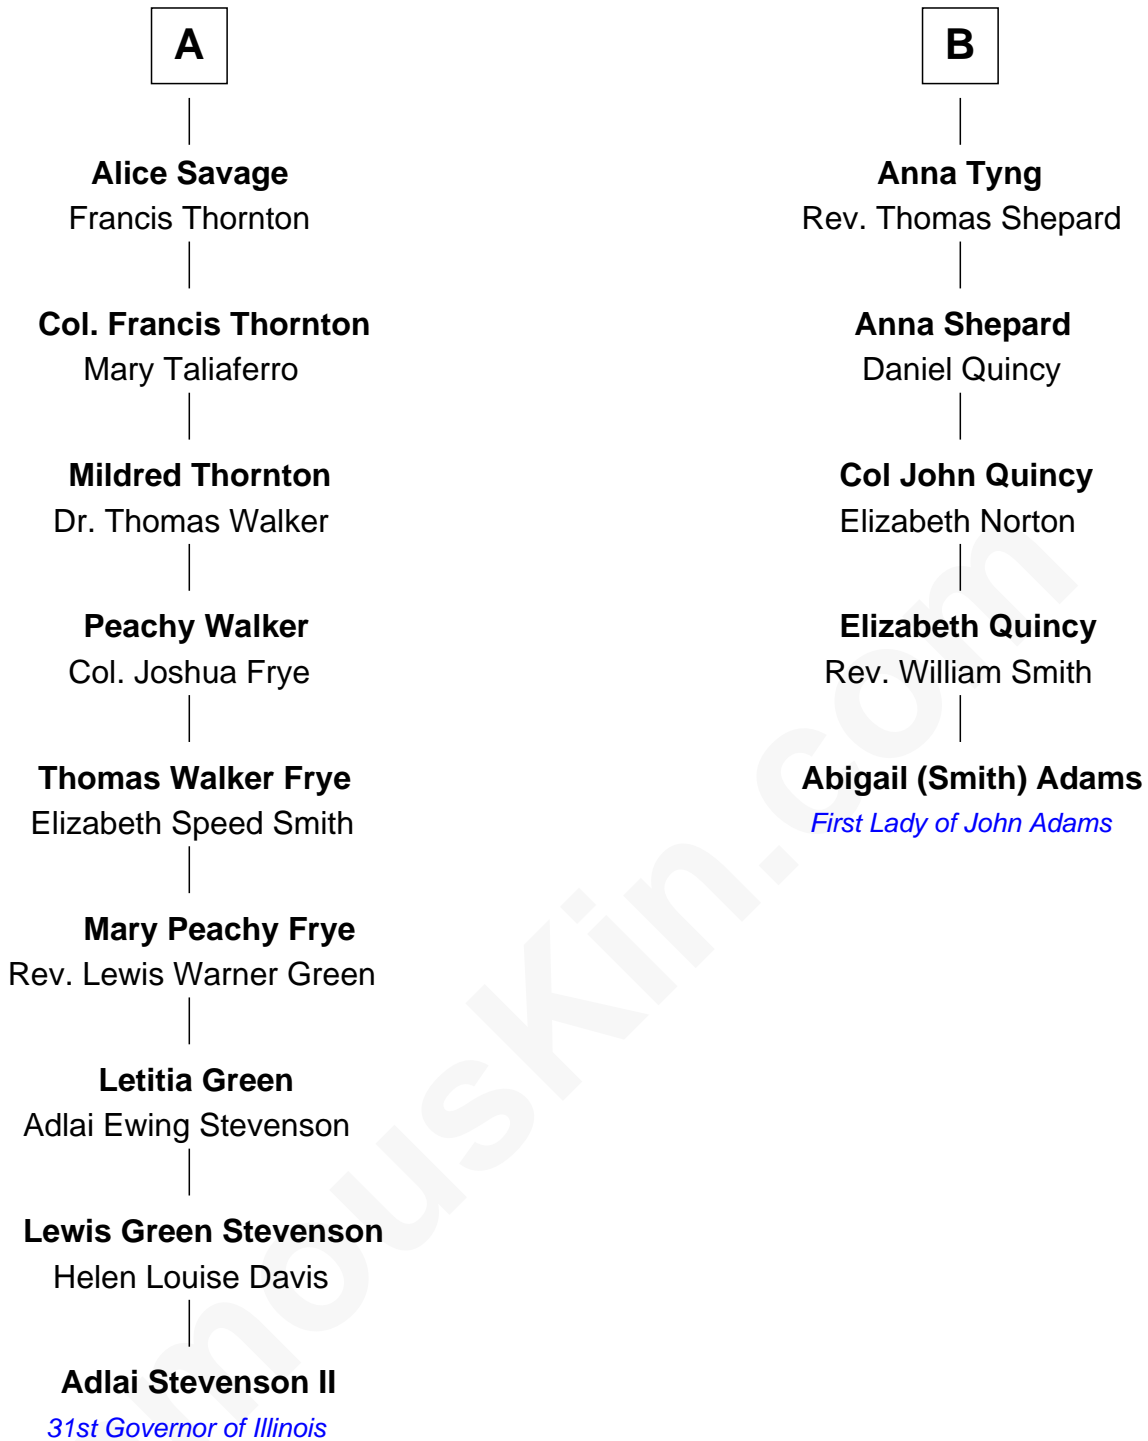 A
Alice Savage
Francis Thornton
Col. Francis Thornton
Mary Taliaferro
Mildred Thornton
Dr. Thomas Walker
Peachy Walker
Col. Joshua Frye
Thomas Walker Frye
Elizabeth Speed Smith
Mary Peachy Frye
Rev. Lewis Warner Green
Letitia Green
Adlai Ewing Stevenson
Lewis Green Stevenson
Helen Louise Davis
Adlai Stevenson II
31st Governor of Illinois
B
Anna Tyng
Rev. Thomas Shepard
Anna Shepard
Daniel Quincy
Col John Quincy
Elizabeth Norton
Elizabeth Quincy
Rev. William Smith
Abigail (Smith) Adams
First Lady of John Adams
mousKin.com